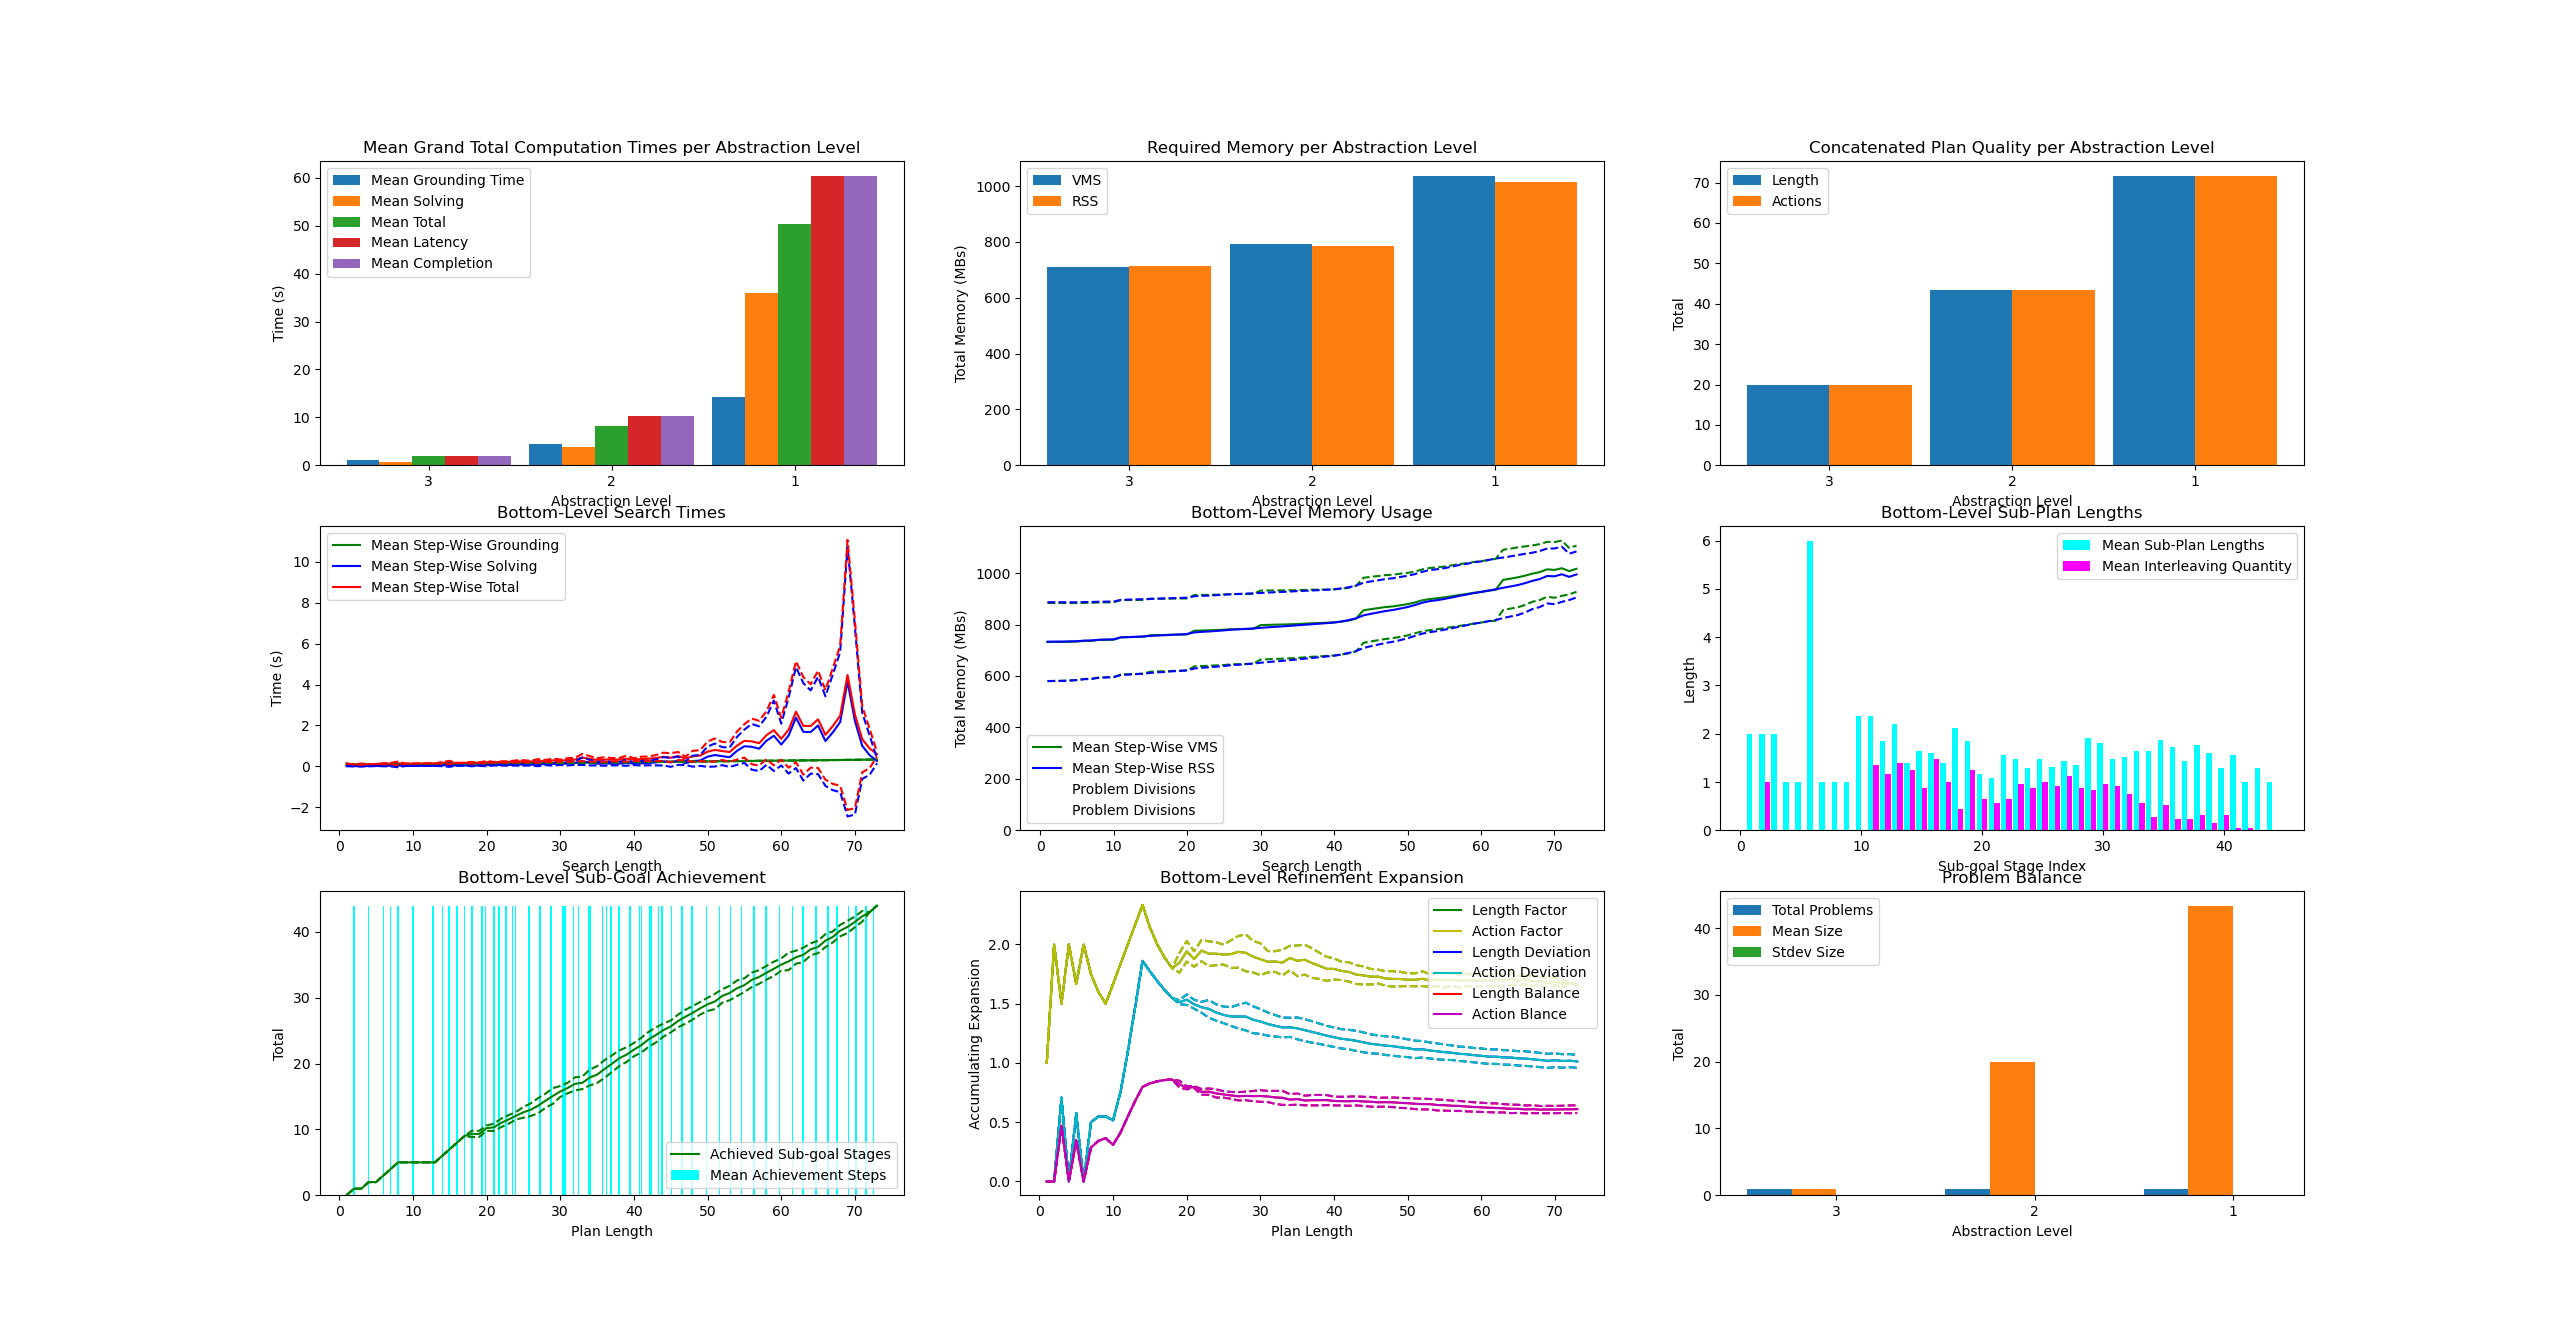 Mean Grand Total Computation Times per Abstraction Level
Time (s)
60
50
40
30
20
10
0
Mean Grounding Time
Mean Solving
Mean Total
Mean Latency
Mean Completion
3 2 1
Abstraction Level
Required Memory per Abstraction Level
Total Memory (MBs)
1000
800
600
400
200
0
VMS
RSS
3 2 1
Abstraction Level
Concatenated Plan Quality per Abstraction Level
Total
70
60
50
40
30
20
10
0
Length
Actions
3 2 1
Abstraction Level
Bottom-Level Search Times
Time (s)
10
8
6
4
2
0
−2
Mean Step-Wise Grounding
Mean Step-Wise Solving
Mean Step-Wise Total
0 10 20 30 40 50 60 70
Search Length
Bottom-Level Memory Usage
Total Memory (MBs)
1000
800
600
400
200
0
Mean Step-Wise VMS
Mean Step-Wise RSS
Problem Divisions
Problem Divisions
0 10 20 30 40 50 60 70
Search Length
Bottom-Level Sub-Plan Lengths
Length
6
5
4
3
2
1
0
Mean Sub-Plan Lengths
Mean Interleaving Quantity
0 10 20 30 40
Sub-goal Stage Index
Bottom-Level Sub-Goal Achievement
Total
40
30
20
10
0
Achieved Sub-goal Stages
Mean Achievement Steps
0 10 20 30 40 50 60 70
Plan Length
Bottom-Level Refinement Expansion
Accumulating Expansion
2.0
1.5
1.0
0.5
0.0
Length Factor
Action Factor
Length Deviation
Action Deviation
Length Balance
Action Blance
0 10 20 30 40 50 60 70
Plan Length
Problem Balance
Total
40
30
20
10
0
Total Problems
Mean Size
Stdev Size
3 2 1
Abstraction Level